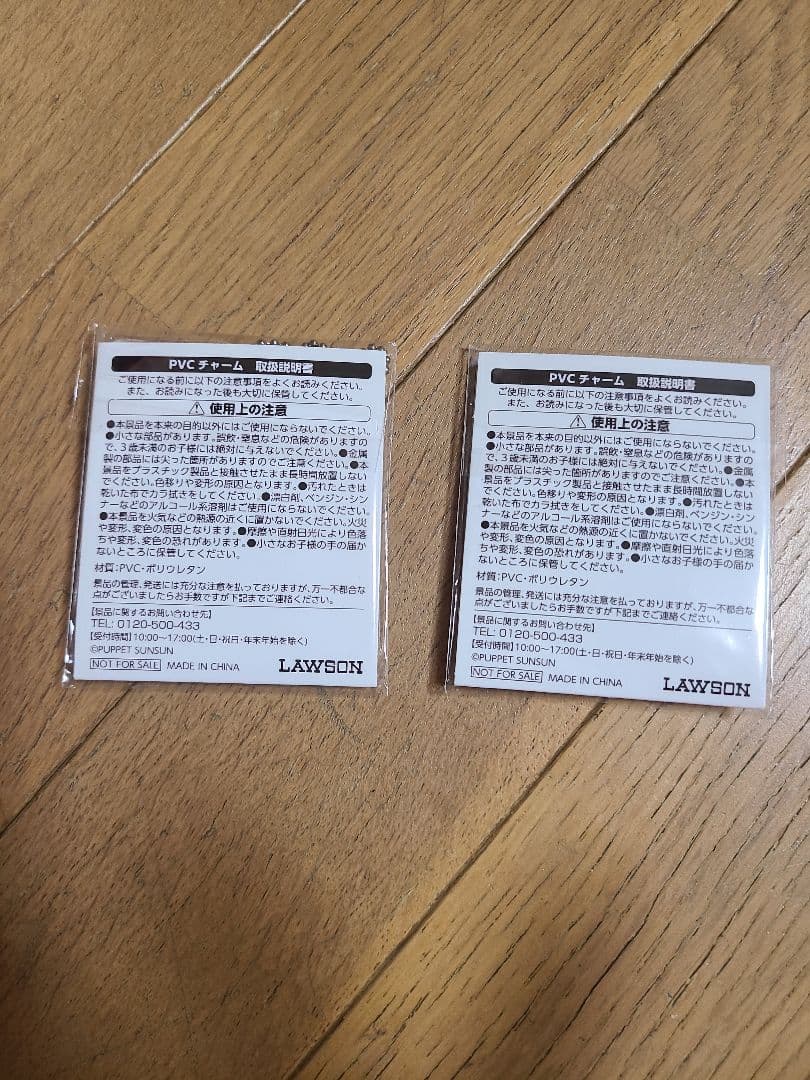 PVC チャーム 取扱説明書
ご使用になる前に以下の注意事項をよくお読みください。
また、お読みになった後も大切に保管してください。
⚠ 使用上の注意
●本景品を本来の目的以外にはご使用にならないでください。
●小さな部品があります。誤飲・窒息などの危険がありますの
で、3歳未満のお子様には絶対に与えないでください。●金属
製の部品には尖った箇所がありますのでご注意ください。●本
景品をプラスチック製品と接触させたまま長時間放置しない
でください。色移りや変形の原因となります。●汚れたときは
乾いた布でカラ拭きをしてください。●漂白剤、ベンジン・シン
ナーなどのアルコール系溶剤はご使用にならないでください。
●本景品を火気などの熱源の近くに置かないでください。火災
や変形、変色の原因となります。●摩擦や直射日光により色落
ちや変形、変色の恐れがあります。●小さなお子様の手の届か
ないところに保管してください。
材質:PVC・ポリウレタン
景品の管理、発送には充分な注意を払っておりますが、万一不都合な
点がございましたらお手数ですが下記までご連絡ください。
【景品に関するお問い合わせ先】
TEL: 0120-500-433
【受付時間】10:00~17:00(土・日・祝日・年末年始を除く)
©PUPPET SUNSUN
NOT FOR SALE MADE IN CHINA LAWSON
PVC チャーム 取扱説明書
ご使用になる前に以下の注意事項をよくお読みください。
また、お読みになった後も大切に保管してください。
⚠ 使用上の注意
●本景品を本来の目的以外にはご使用にならないでください。
●小さな部品があります。誤飲・窒息などの危険がありますの
で、3歳未満のお子様には絶対に与えないでください。●金属
製の部品には尖った箇所がありますのでご注意ください。●本
景品をプラスチック製品と接触させたまま長時間放置しない
でください。色移りや変形の原因となります。●汚れたときは
乾いた布でカラ拭きをしてください。●漂白剤、ベンジン・シン
ナーなどのアルコール系溶剤はご使用にならないでください。
●本景品を火気などの熱源の近くに置かないでください。火災
や変形、変色の原因となります。●摩擦や直射日光により色落
ちや変形、変色の恐れがあります。●小さなお子様の手の届か
ないところに保管してください。
材質:PVC・ポリウレタン
景品の管理、発送には充分な注意を払っておりますが、万一不都合な
点がございましたらお手数ですが下記までご連絡ください。
【景品に関するお問い合わせ先】
TEL: 0120-500-433
【受付時間】10:00~17:00(土・日・祝日・年末年始を除く)
©PUPPET SUNSUN
NOT FOR SALE MADE IN CHINA LAWSON